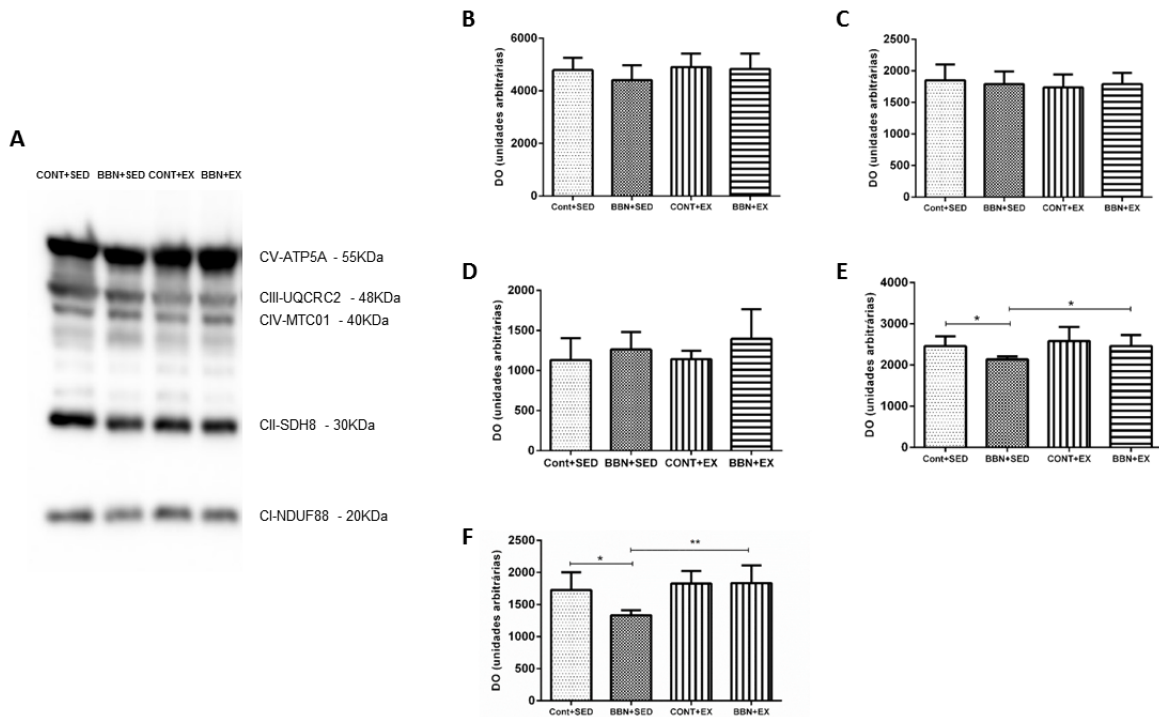 A
CONT+SED BBN+SED CONT+EX BBN+EX
CV-ATP5A - 55KDa
CIII-UQCRC2 - 48KDa
CIV-MTC01 - 40KDa
CII-SDH8 - 30KDa
CI-NDUF88 - 20KDa
B
DO (unidades arbitrárias)
6000
4000
2000
0
Cont+SED BBN+SED CONT+EX BBN+EX
C
DO (unidades arbitrárias)
2500
2000
1500
1000
500
0
Cont+SED BBN+SED CONT+EX BBN+EX
D
DO (unidades arbitrárias)
2000
1500
1000
500
0
Cont+SED BBN+SED CONT+EX BBN+EX
E
DO (unidades arbitrárias)
4000
3000
2000
1000
0
* *
Cont+SED BBN+SED CONT+EX BBN+EX
F
DO (unidades arbitrárias)
2500
2000
1500
1000
500
0
* **
Cont+SED BBN+SED CONT+EX BBN+EX